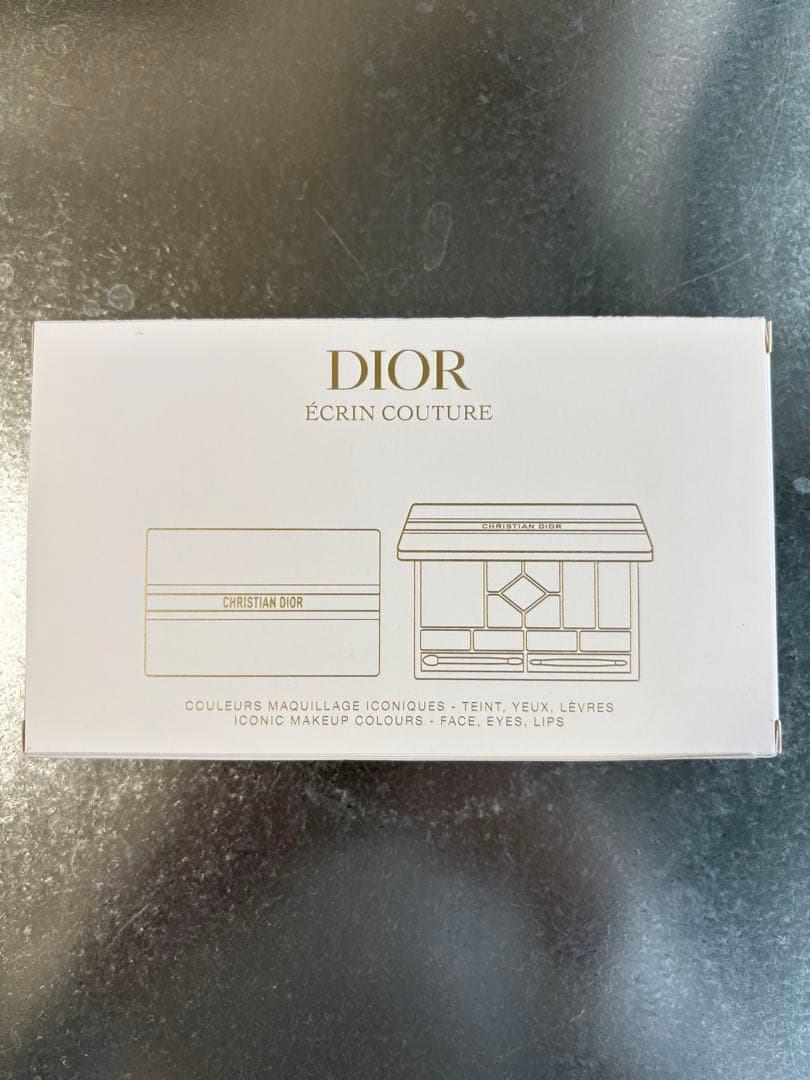 DIOR
ÉCRIN COUTURE
CHRISTIAN DIOR
CHRISTIAN DIOR
COULEURS MAQUILLAGE ICONIQUES - TEINT, YEUX, LÈVRES
ICONIC MAKEUP COLOURS - FACE, EYES, LIPS